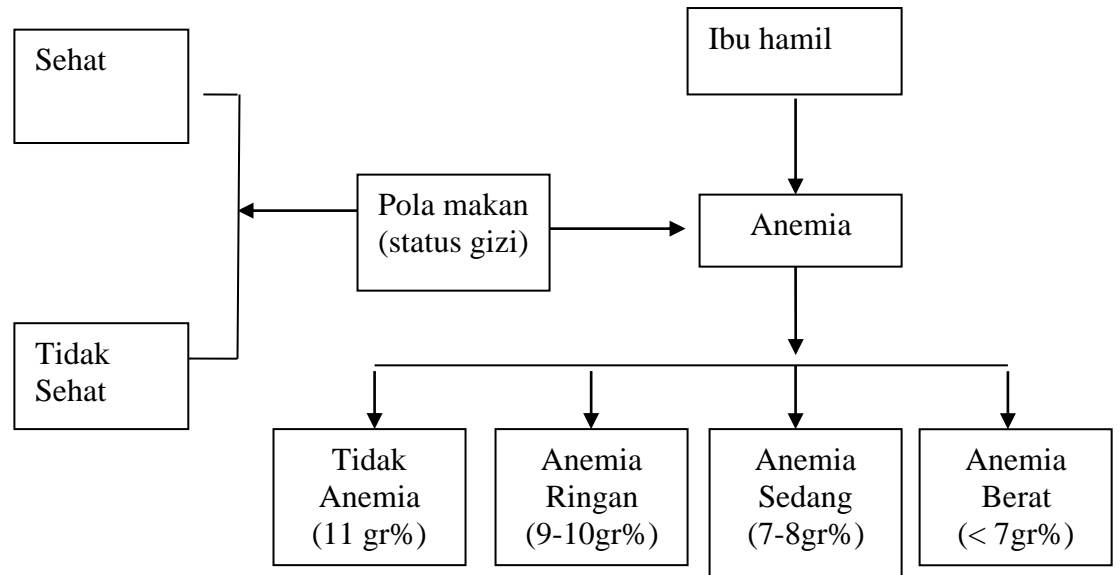 Sehat
Ibu hamil
Pola makan
(status gizi)
Anemia
Tidak
Sehat
Tidak
Anemia
(11 gr%)
Anemia
Ringan
(9-10gr%)
Anemia
Sedang
(7-8gr%)
Anemia
Berat
(< 7gr%)